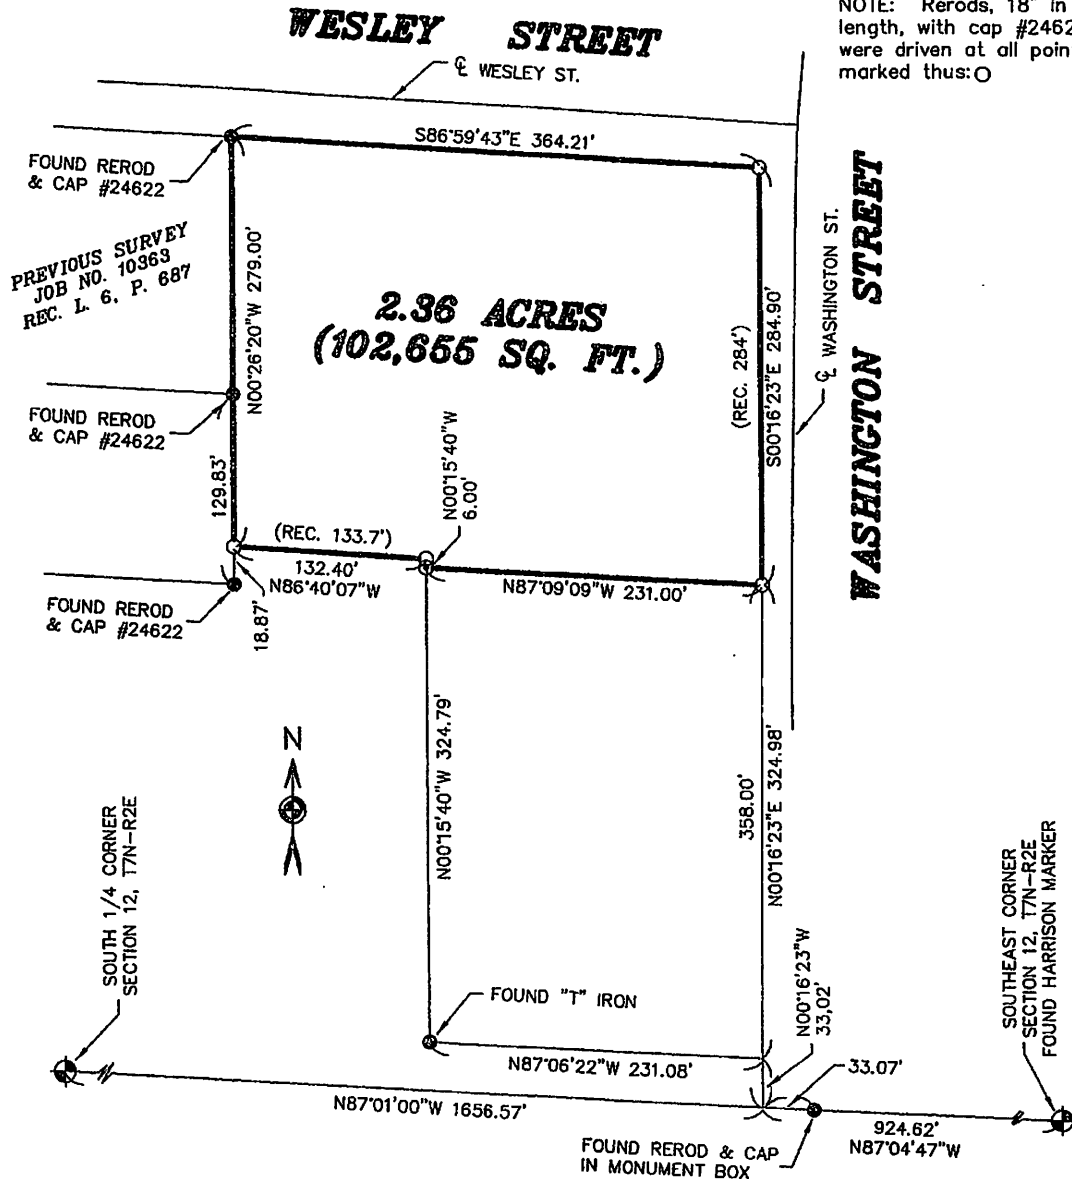 WESLEY STREET
NOTE: Rerods, 18" in
length, with cap #2462
were driven at all poin
marked thus:O
℄ WESLEY ST.
S86°59'43"E 364.21'
FOUND REROD
& CAP #24622
PREVIOUS SURVEY
JOB NO. 10363
REC. L. 6, P. 687
N00°26'20"W 279.00'
2.36 ACRES
(102,655 SQ. FT.)
(REC. 284')
S00°16'23"E 284.90'
℄ WASHINGTON ST.
WASHINGTON STREET
FOUND REROD
& CAP #24622
129.83'
N00°15'40"W
6.00'
(REC. 133.7')
132.40'
N86°40'07"W
N87°09'09"W 231.00'
FOUND REROD
& CAP #24622
18.87'
N
N00°15'40"W 324.79'
358.00'
N00°16'23"E 324.98'
SOUTH 1/4 CORNER
SECTION 12, T7N-R2E
SOUTHEAST CORNER
SECTION 12, T7N-R2E
FOUND HARRISON MARKER
FOUND "T" IRON
N00°16'23"W
33,02'
N87°06'22"W 231.08'
33.07'
N87°01'00"W 1656.57'
924.62'
N87°04'47"W
FOUND REROD & CAP
IN MONUMENT BOX